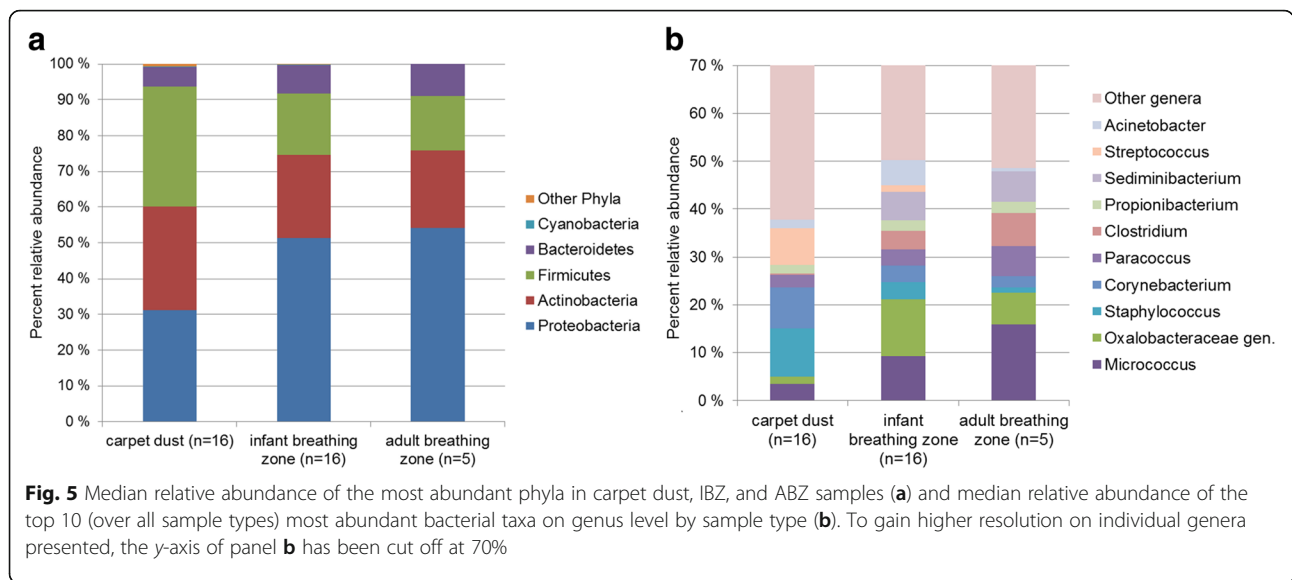 a
100 %
90 %
80 %
70 %
60 %
50 %
40 %
30 %
20 %
10 %
0 %
Percent relative abundance
carpet dust (n=16)
infant breathing
zone (n=16)
adult breathing
zone (n=5)
Other Phyla
Cyanobacteria
Bacteroidetes
Firmicutes
Actinobacteria
Proteobacteria
b
70 %
60 %
50 %
40 %
30 %
20 %
10 %
0 %
Percent relative abundance
carpet dust
(n=16)
infant
breathing zone
(n=16)
adult breathing
zone (n=5)
Other genera
Acinetobacter
Streptococcus
Sediminibacterium
Propionibacterium
Clostridium
Paracoccus
Corynebacterium
Staphylococcus
Oxalobacteraceae gen.
Micrococcus
Fig. 5 Median relative abundance of the most abundant phyla in carpet dust, IBZ, and ABZ samples (a) and median relative abundance of the
top 10 (over all sample types) most abundant bacterial taxa on genus level by sample type (b). To gain higher resolution on individual genera
presented, the y-axis of panel b has been cut off at 70%